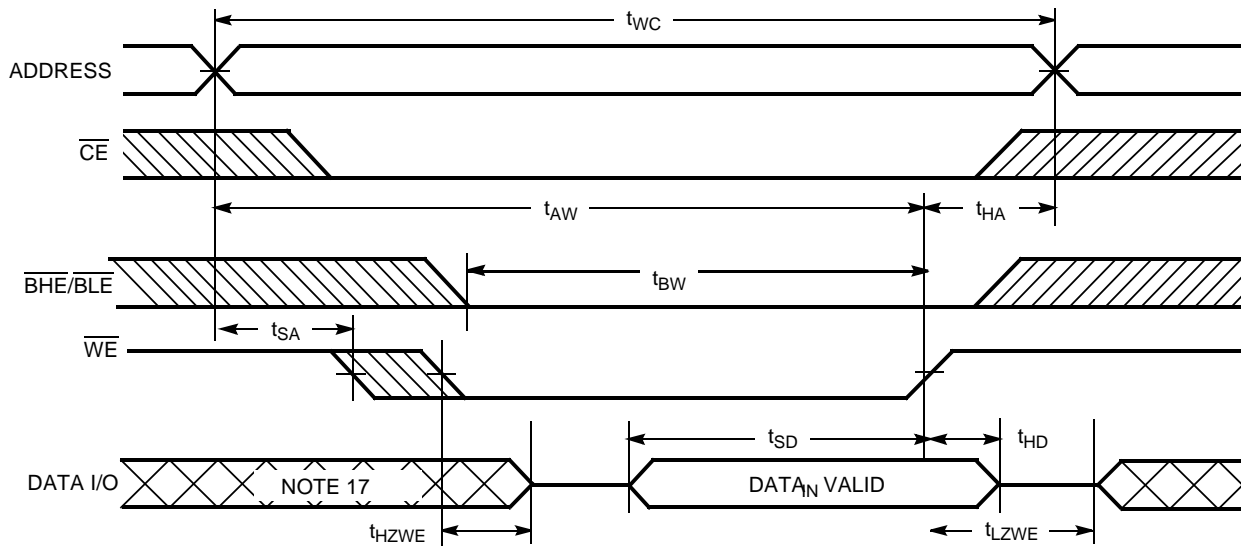 tWC
ADDRESS
CE
tAW
tHA
BHE/BLE
tBW
tSA
WE
tSD
tHD
DATA I/O
NOTE 17
DATAIN VALID
tHZWE
tLZWE